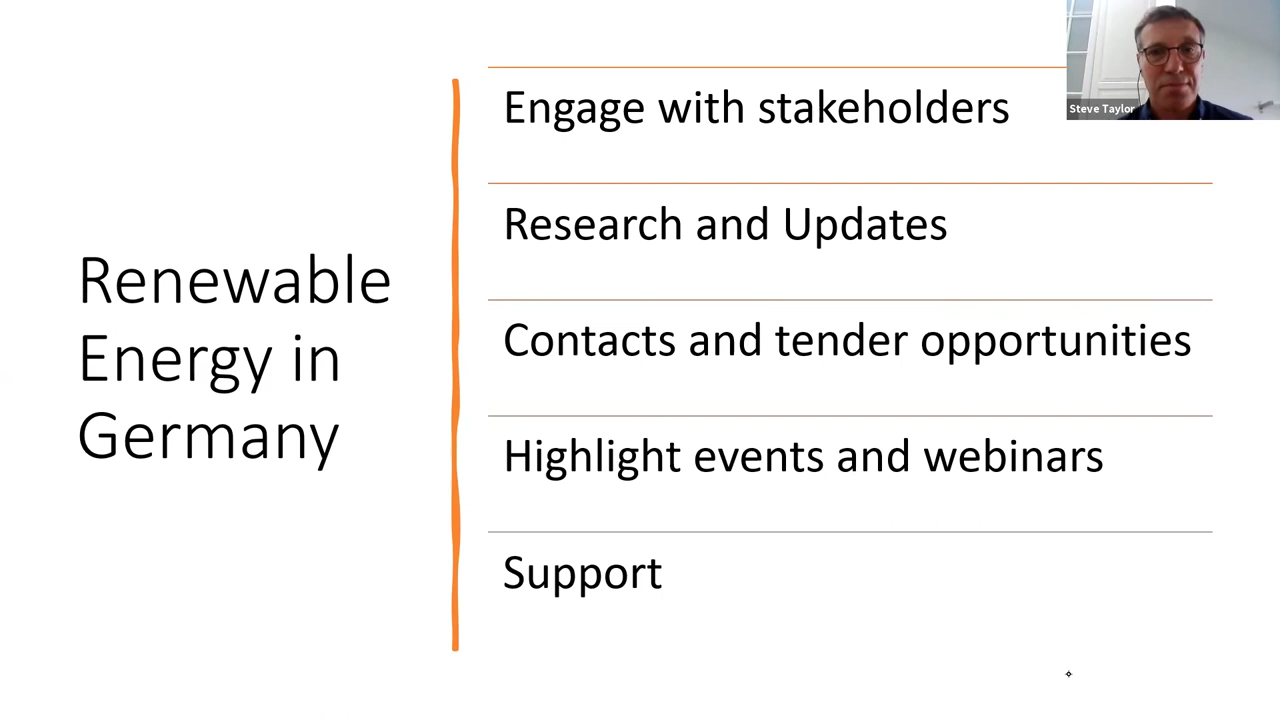 Renewable
Energy in
Germany
Engage with stakeholders
Research and Updates
Contacts and tender opportunities
Highlight events and webinars
Support
Steve Taylor